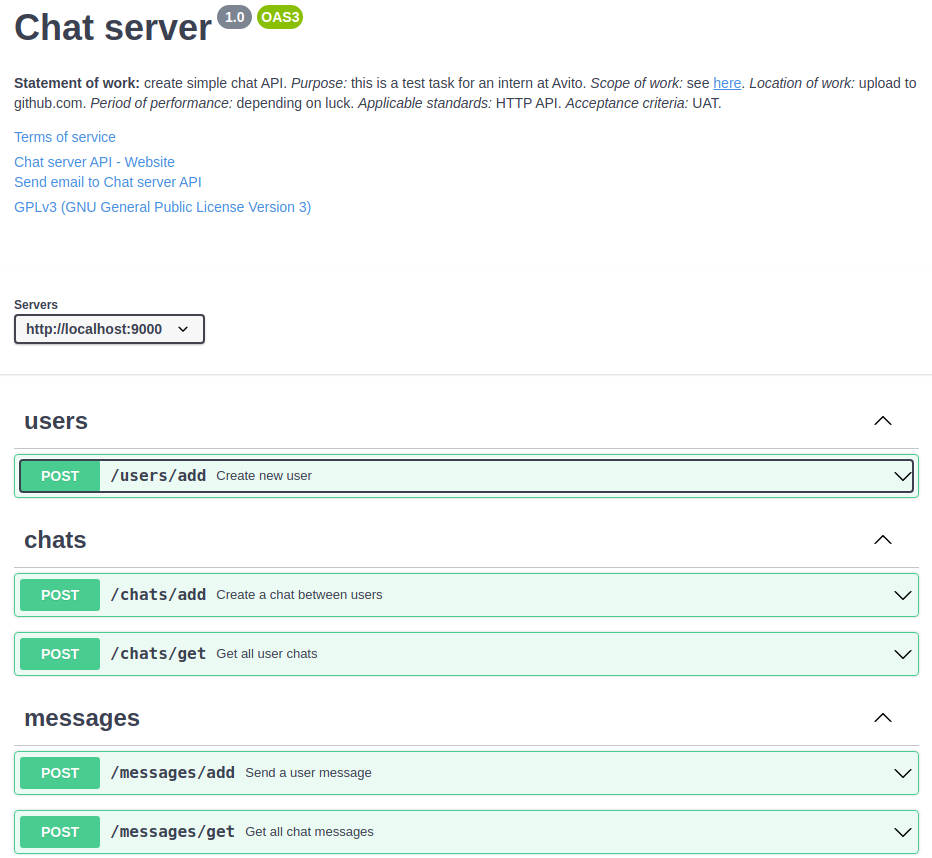 Chat server 1.0 OAS3
Statement of work: create simple chat API. Purpose: this is a test task for an intern at Avito. Scope of work: see here. Location of work: upload to
github.com. Period of performance: depending on luck. Applicable standards: HTTP API. Acceptance criteria: UAT.
Terms of service
Chat server API - Website
Send email to Chat server API
GPLv3 (GNU General Public License Version 3)
Servers
http://localhost:9000
users
POST /users/add Create new user
chats
POST /chats/add Create a chat between users
POST /chats/get Get all user chats
messages
POST /messages/add Send a user message
POST /messages/get Get all chat messages